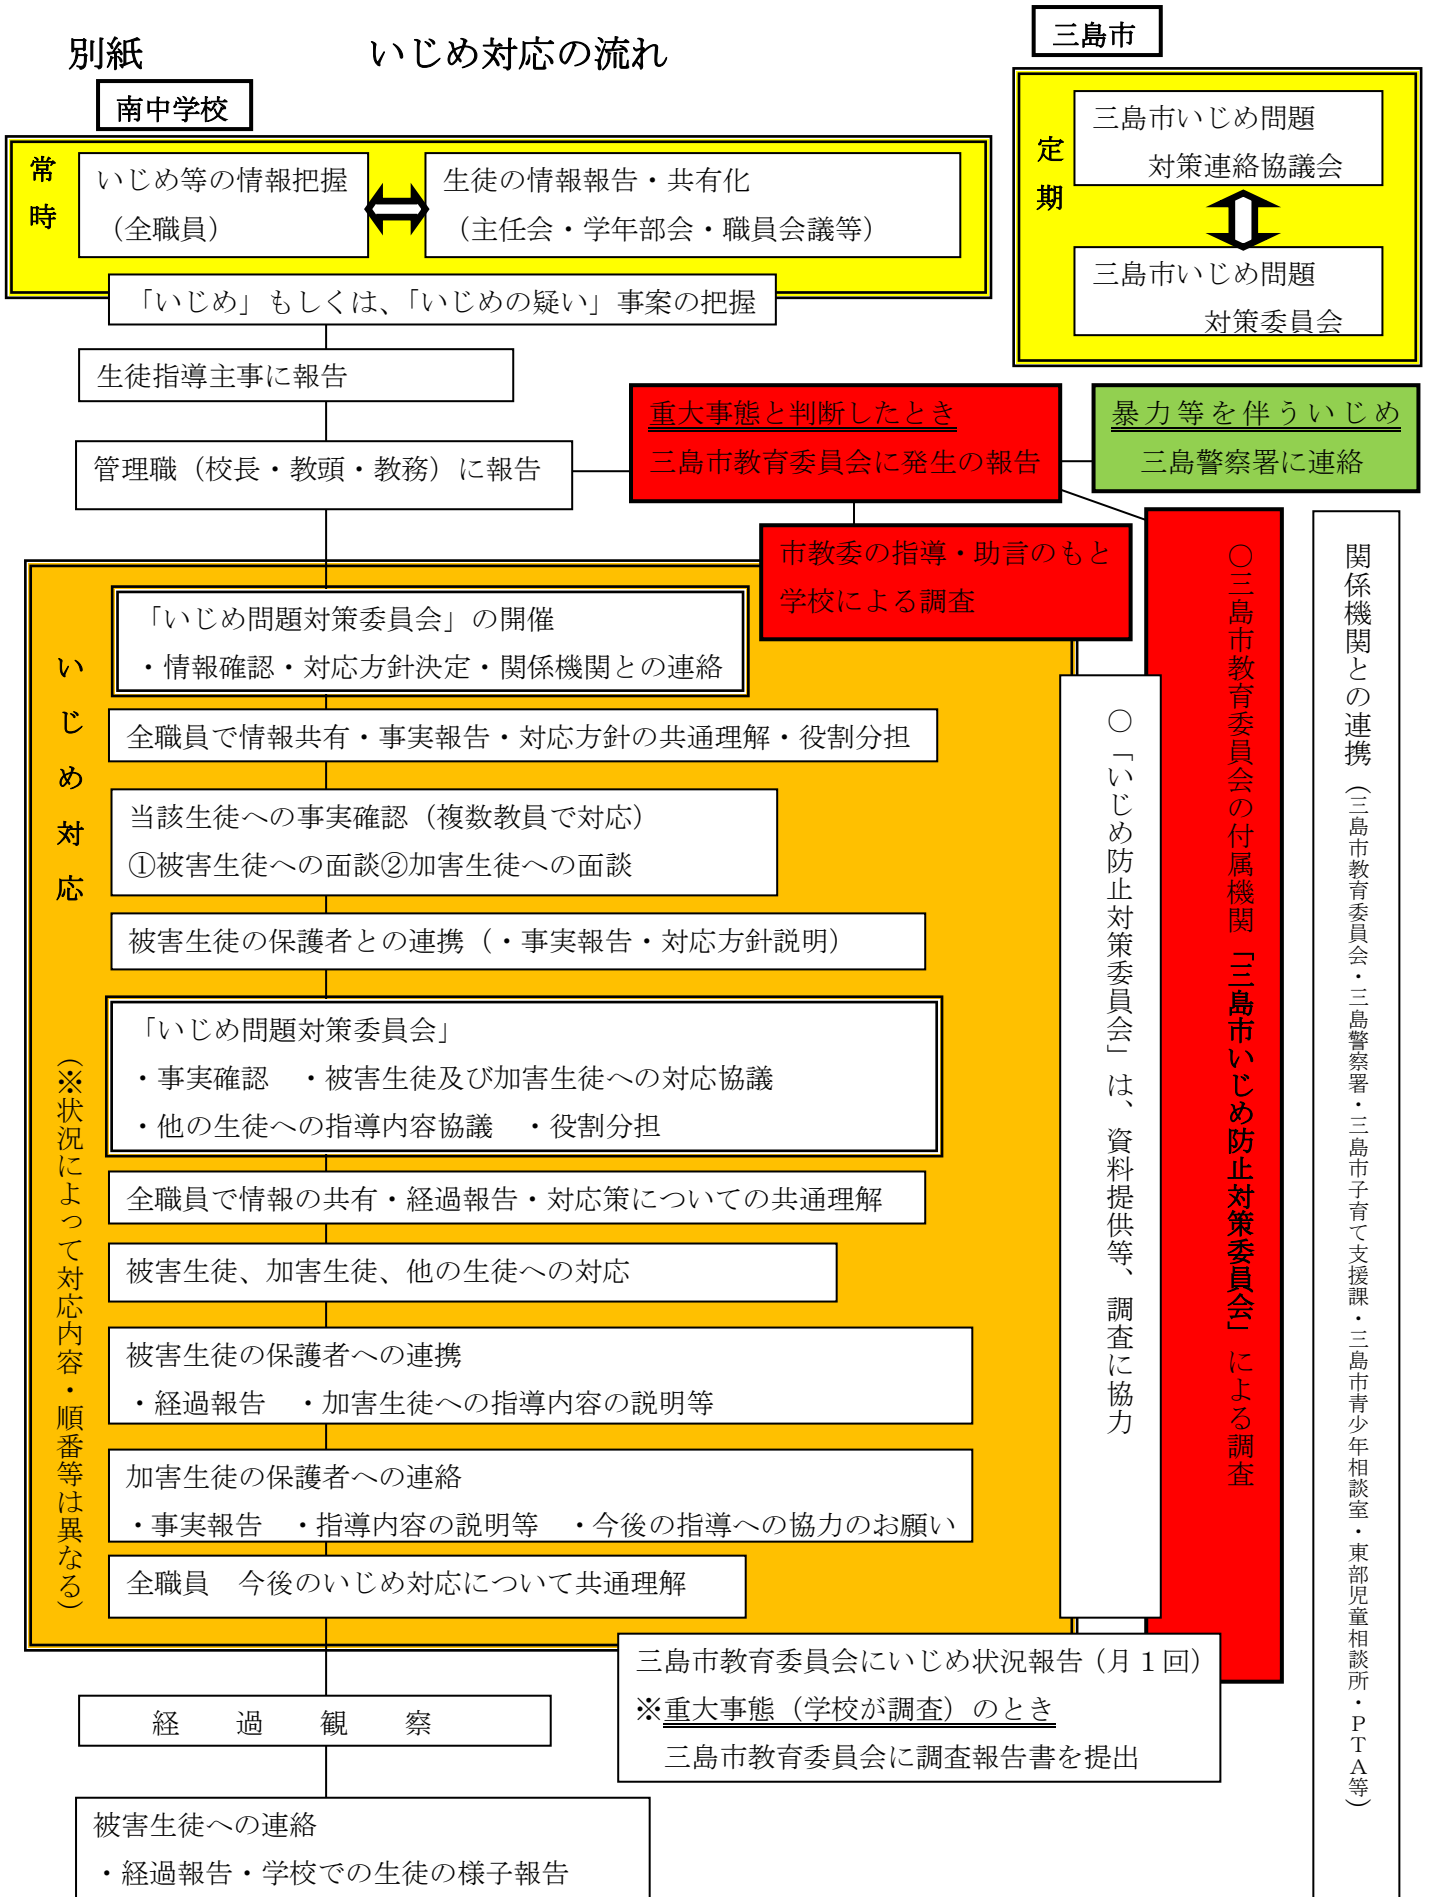 別紙
いじめ対応の流れ
三島市
南中学校
常時
いじめ等の情報把握
(全職員)
生徒の情報報告・共有化
(主任会・学年部会・職員会議等)
定期
三島市いじめ問題
対策連絡協議会
三島市いじめ問題
対策委員会
「いじめ」もしくは、「いじめの疑い」事案の把握
生徒指導主事に報告
管理職(校長・教頭・教務)に報告
重大事態と判断したとき
三島市教育委員会に発生の報告
暴力等を伴ういじめ
三島警察署に連絡
市教委の指導・助言のもと
学校による調査
いじめ対応
(※状況によって対応内容・順番等は異なる)
「いじめ問題対策委員会」の開催
・情報確認・対応方針決定・関係機関との連絡
全職員で情報共有・事実報告・対応方針の共通理解・役割分担
当該生徒への事実確認(複数教員で対応)
①被害生徒への面談②加害生徒への面談
被害生徒の保護者との連携(・事実報告・対応方針説明)
「いじめ問題対策委員会」
・事実確認 ・被害生徒及び加害生徒への対応協議
・他の生徒への指導内容協議 ・役割分担
全職員で情報の共有・経過報告・対応策についての共通理解
被害生徒、加害生徒、他の生徒への対応
被害生徒の保護者への連携
・経過報告 ・加害生徒への指導内容の説明等
加害生徒の保護者への連絡
・事実報告 ・指導内容の説明等 ・今後の指導への協力のお願い
全職員 今後のいじめ対応について共通理解
○「いじめ防止対策委員会」は、資料提供等、調査に協力
○三島市教育委員会の付属機関「三島市いじめ防止対策委員会」による調査
関係機関との連携(三島市教育委員会・三島警察署・三島市子育て支援課・三島市青少年相談室・東部児童相談所・PTA等)
三島市教育委員会にいじめ状況報告(月1回)
※重大事態(学校が調査)のとき
三島市教育委員会に調査報告書を提出
経過観察
被害生徒への連絡
・経過報告・学校での生徒の様子報告